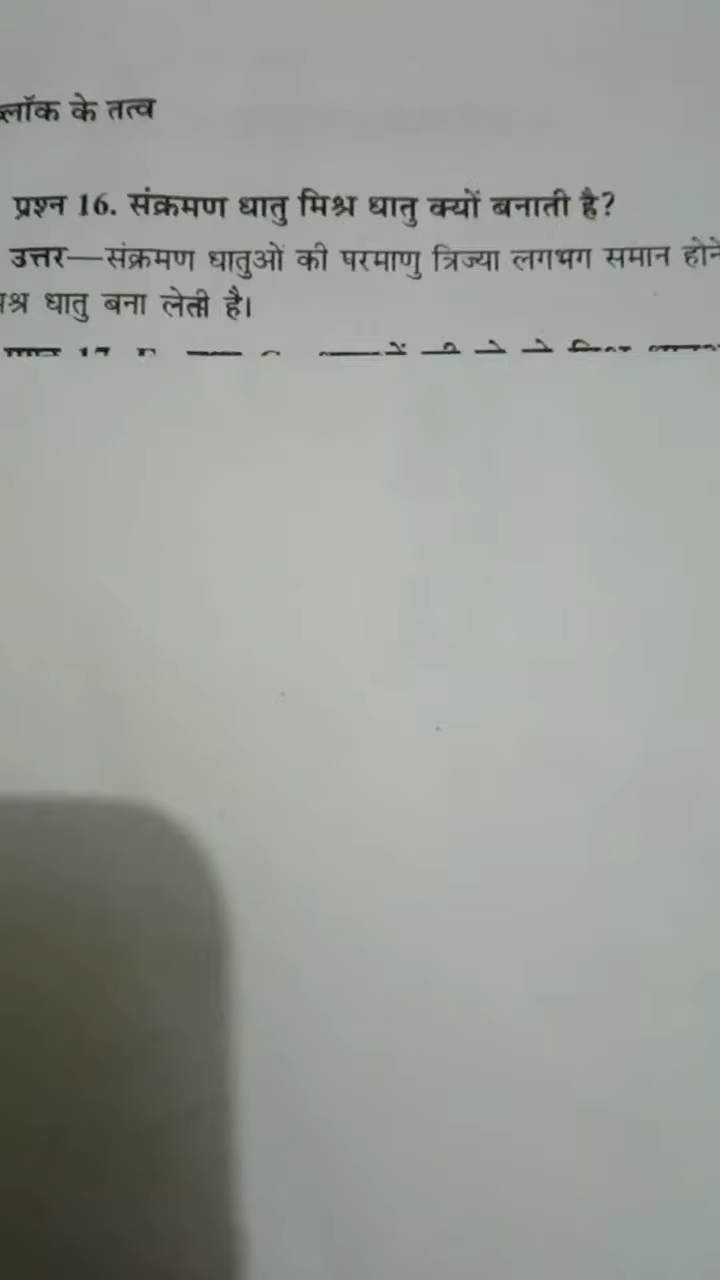 ब्लॉक के तत्व
प्रश्न 16. संक्रमण धातु मिश्र धातु क्यों बनाती है?
उत्तर—संक्रमण धातुओं की परमाणु त्रिज्या लगभग समान होने
मिश्र धातु बना लेती है।